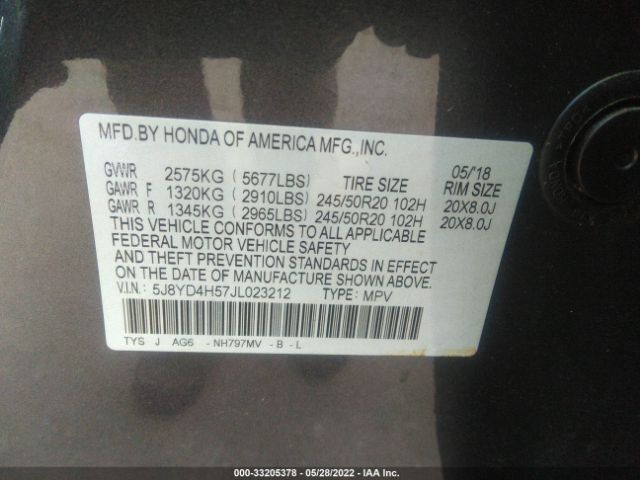 MFD.BY HONDA OF AMERICA MFG.,INC.
05/'18
GVWR 2575KG ( 5677LBS) TIRE SIZE RIM SIZE
GAWR F 1320KG ( 2910LBS) 245/50R20 102H 20X8.0J
GAWR R 1345KG ( 2965LBS) 245/50R20 102H 20X8.0J
THIS VEHICLE CONFORMS TO ALL APPLICABLE
FEDERAL MOTOR VEHICLE SAFETY
AND THEFT PREVENTION STANDARDS IN EFFECT
ON THE DATE OF MANUFACTURE SHOWN ABOVE.
V.I.N: 5J8YD4H57JL023212 TYPE: MPV
TYS J AG6 -NH797MV -B -L
000-33205378 - 05/28/2022 - IAA Inc.